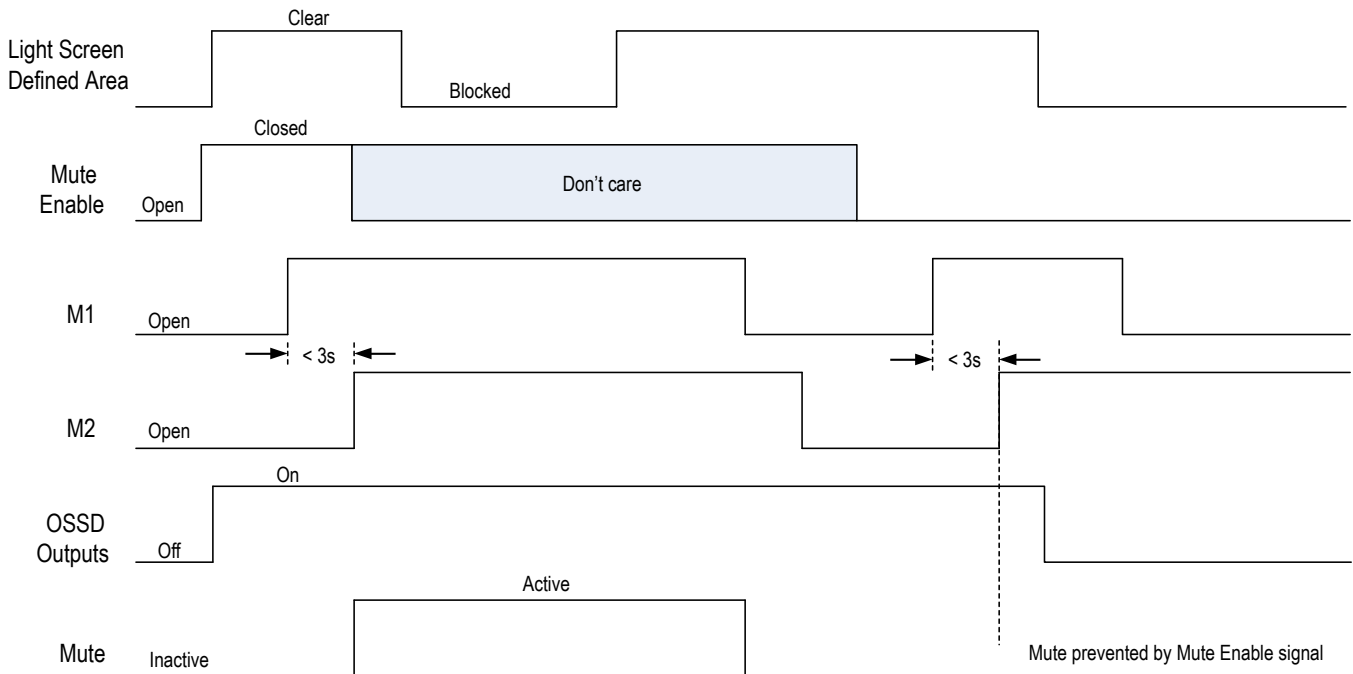 Clear
Light Screen
Defined Area
Blocked
Closed
Mute
Enable
Open
Don't care
M1
Open
< 3s
< 3s
M2
Open
On
OSSD
Outputs
Off
Active
Mute
Inactive
Mute prevented by Mute Enable signal